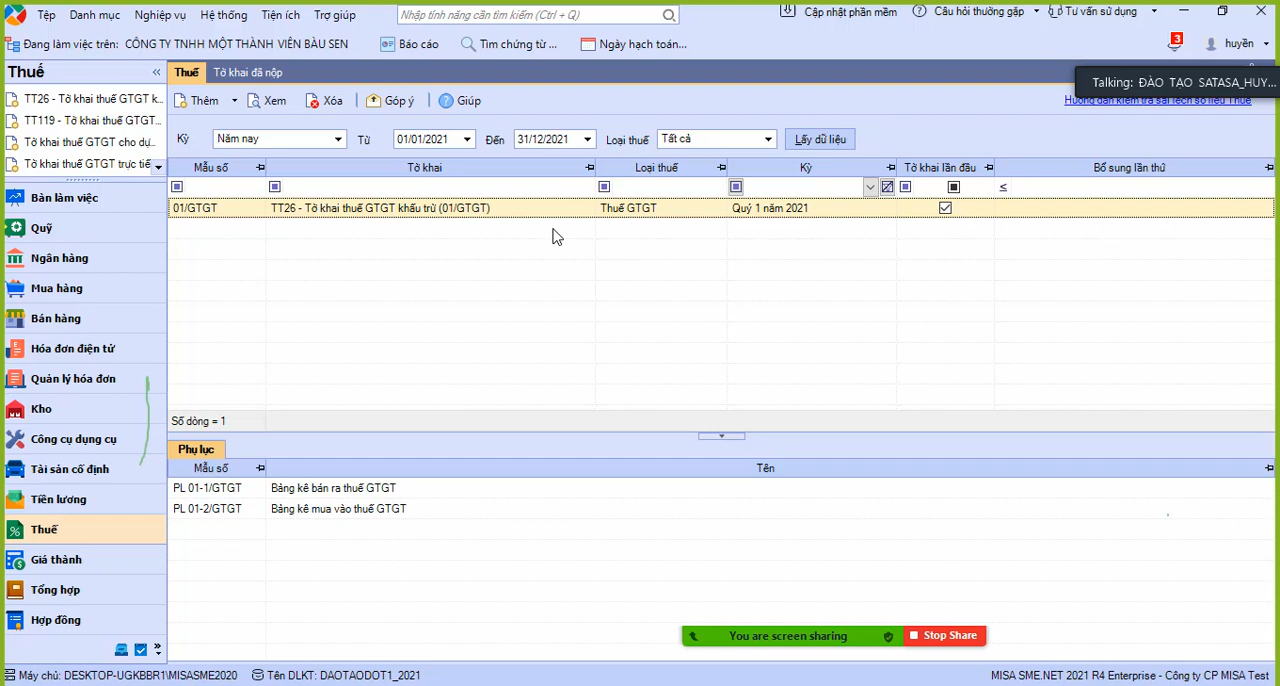 Tệp Danh mục Nghiệp vụ Hệ thống Tiện ích Trợ giúp Nhập tính năng cần tìm kiếm (Ctrl + Q) Cập nhật phần mềm Câu hỏi thường gặp Tư vấn sử dụng
Đang làm việc trên: CÔNG TY TNHH MỘT THÀNH VIÊN BÀU SEN Báo cáo Tìm chứng từ ... Ngày hạch toán... 3 huyền
Thuế « Thuế Tờ khai đã nộp Talking: ĐÀO TẠO SATASA_HUY...
TT26 - Tờ khai thuế GTGT k... Thêm Xem Xóa Góp ý Giúp Hướng dẫn kiểm tra sai lệch số liệu Thuế
TT119 - Tờ khai thuế GTGT...
Tờ khai thuế GTGT cho dự... Kỳ Năm nay Từ 01/01/2021 Đến 31/12/2021 Loại thuế Tất cả Lấy dữ liệu
Tờ khai thuế GTGT trực tiế Mẫu số Tờ khai Loại thuế Kỳ Tờ khai lần đầu Bổ sung lần thứ
≤
Bàn làm việc
01/GTGT TT26 - Tờ khai thuế GTGT khấu trừ (01/GTGT) Thuế GTGT Quý 1 năm 2021
Quỹ
Ngân hàng
Mua hàng
Bán hàng
Hóa đơn điện tử
Quản lý hóa đơn
Kho
Số dòng = 1
Công cụ dụng cụ
Phụ lục
Tài sản cố định Mẫu số Tên
PL 01-1/GTGT Bảng kê bán ra thuế GTGT
Tiền lương
PL 01-2/GTGT Bảng kê mua vào thuế GTGT
Thuế
Giá thành
Tổng hợp
Hợp đồng
You are screen sharing Stop Share
»
Máy chủ: DESKTOP-UGKBBR1\MISASME2020 Tên DLKT: DAOTAODOT1_2021 MISA SME.NET 2021 R4 Enterprise - Công ty CP MISA Test